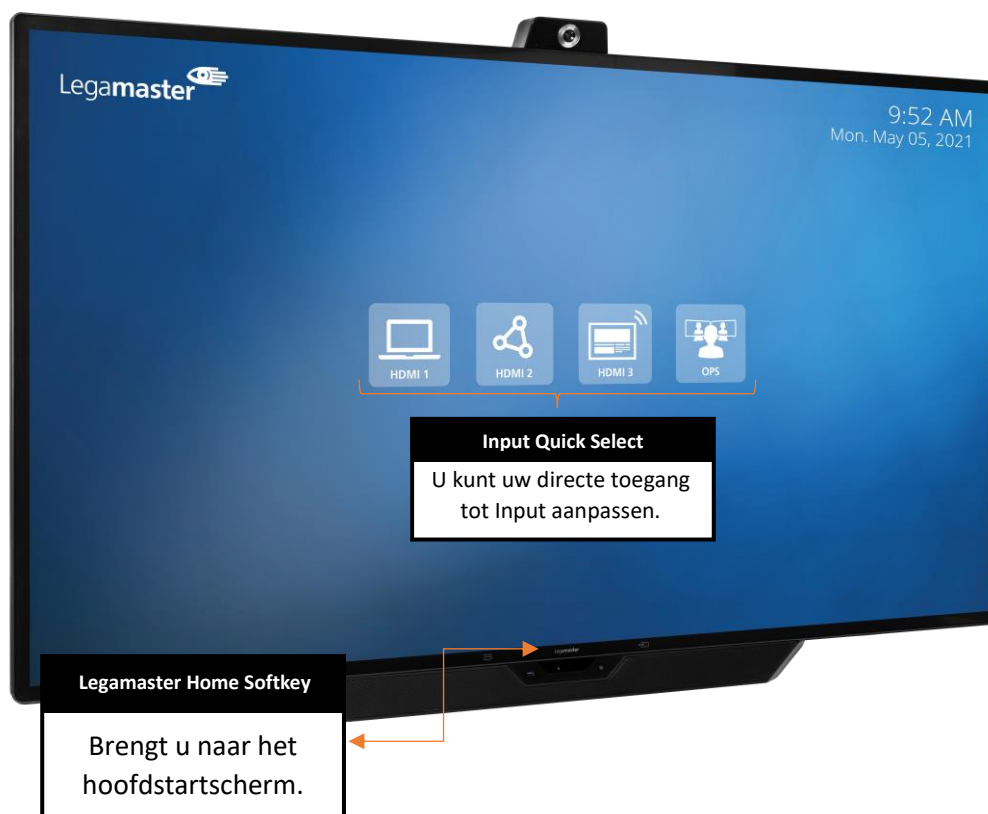 Legamaster
9:52 AM
Mon. May 05, 2021
HDMI 1
HDMI 2
HDMI 3
OPS
Input Quick Select
U kunt uw directe toegang
tot Input aanpassen.
Legamaster
Legamaster Home Softkey
Brengt u naar het
hoofdstartscherm.